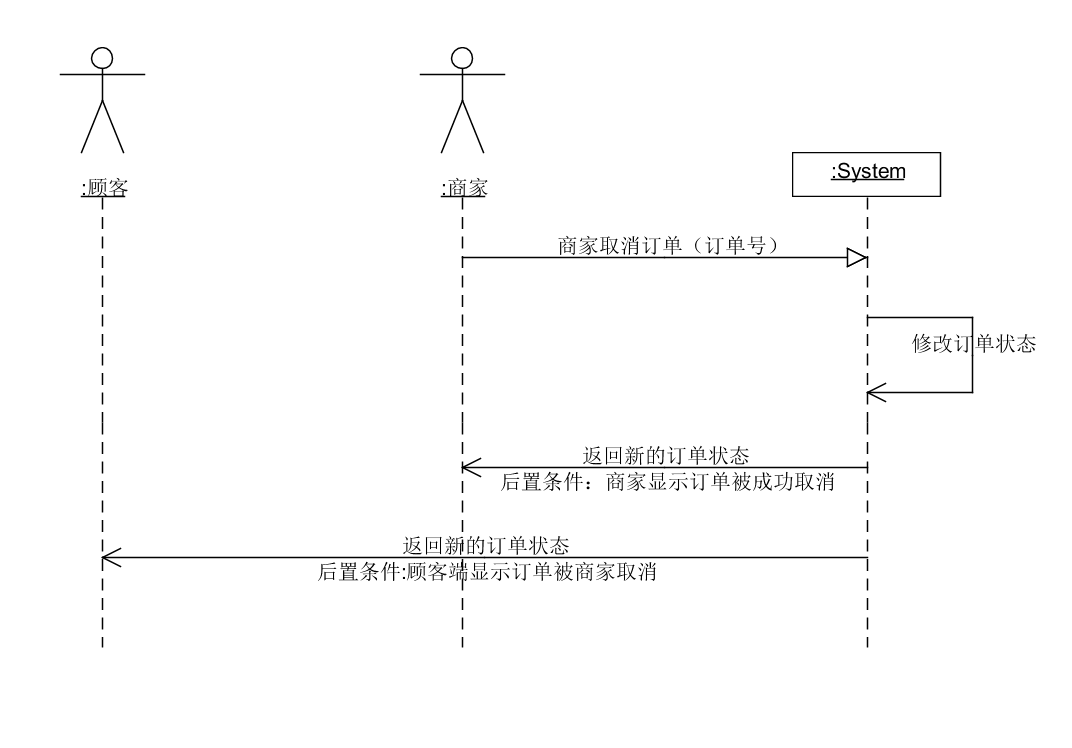 :顾客
:商家
:System
商家取消订单（订单号）
修改订单状态
返回新的订单状态
后置条件：商家显示订单被成功取消
返回新的订单状态
后置条件:顾客端显示订单被商家取消